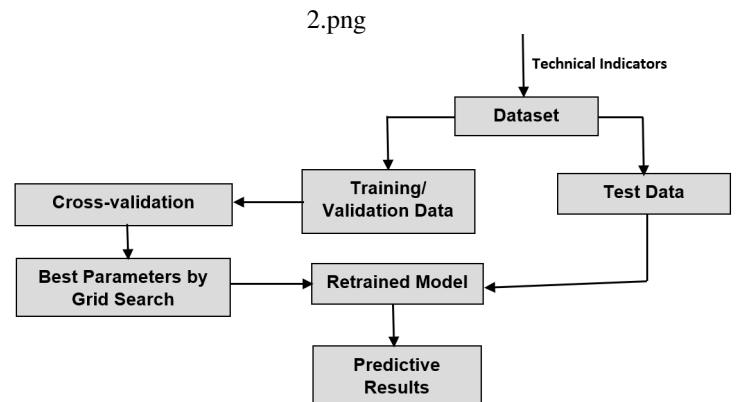 2.png
Technical Indicators
Dataset
Training/
Validation Data
Test Data
Cross-validation
Best Parameters by
Grid Search
Retrained Model
Predictive
Results